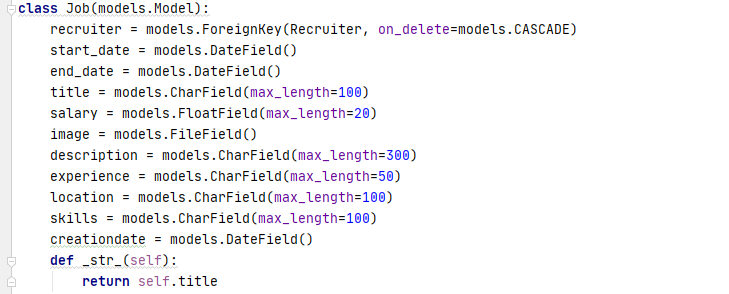 class Job(models.Model):
    recruiter = models.ForeignKey(Recruiter, on_delete=models.CASCADE)
    start_date = models.DateField()
    end_date = models.DateField()
    title = models.CharField(max_length=100)
    salary = models.FloatField(max_length=20)
    image = models.FileField()
    description = models.CharField(max_length=300)
    experience = models.CharField(max_length=50)
    location = models.CharField(max_length=100)
    skills = models.CharField(max_length=100)
    creationdate = models.DateField()
    def _str_(self):
        return self.title